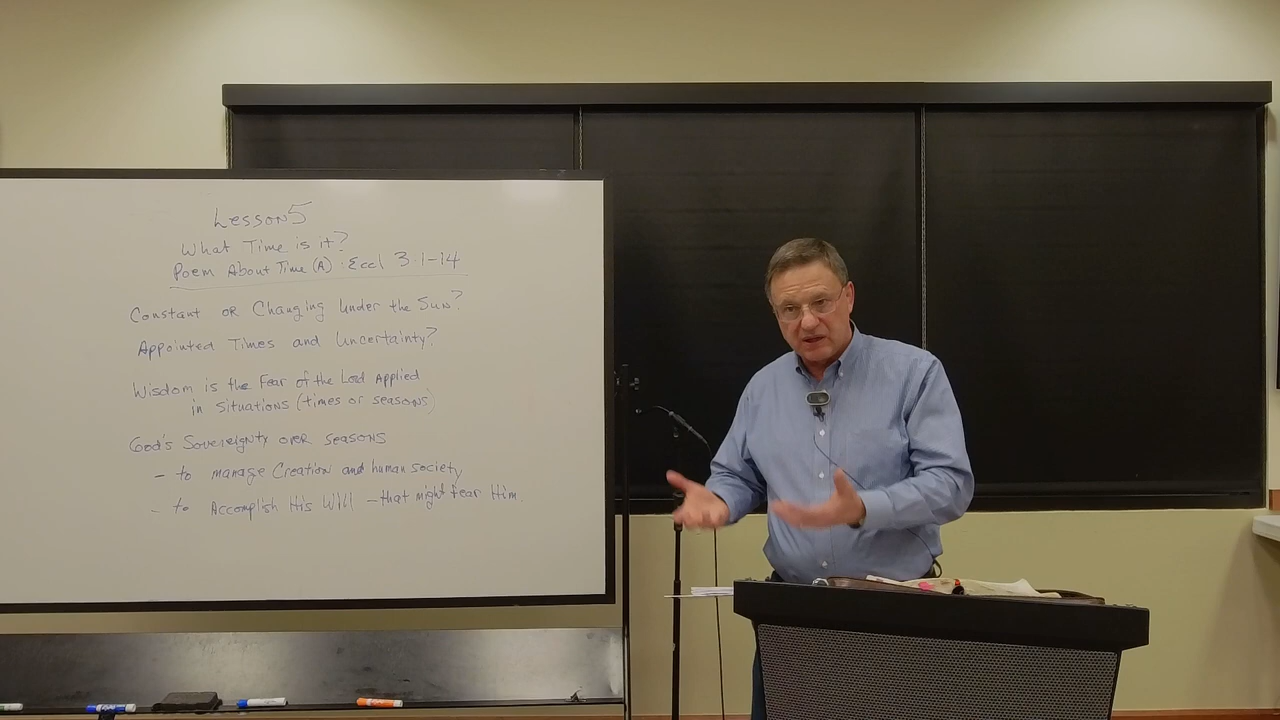 Lesson 5
What Time is it?
Poem About Time (A): Eccl 3:1-14
Constant or Changing Under the Sun?
Appointed Times and Uncertainty?
Wisdom is the Fear of the Lord Applied
in situations (times or seasons)
God's Sovereignty over seasons
- to manage Creation and human society
- to Accomplish His Will - that might fear Him.